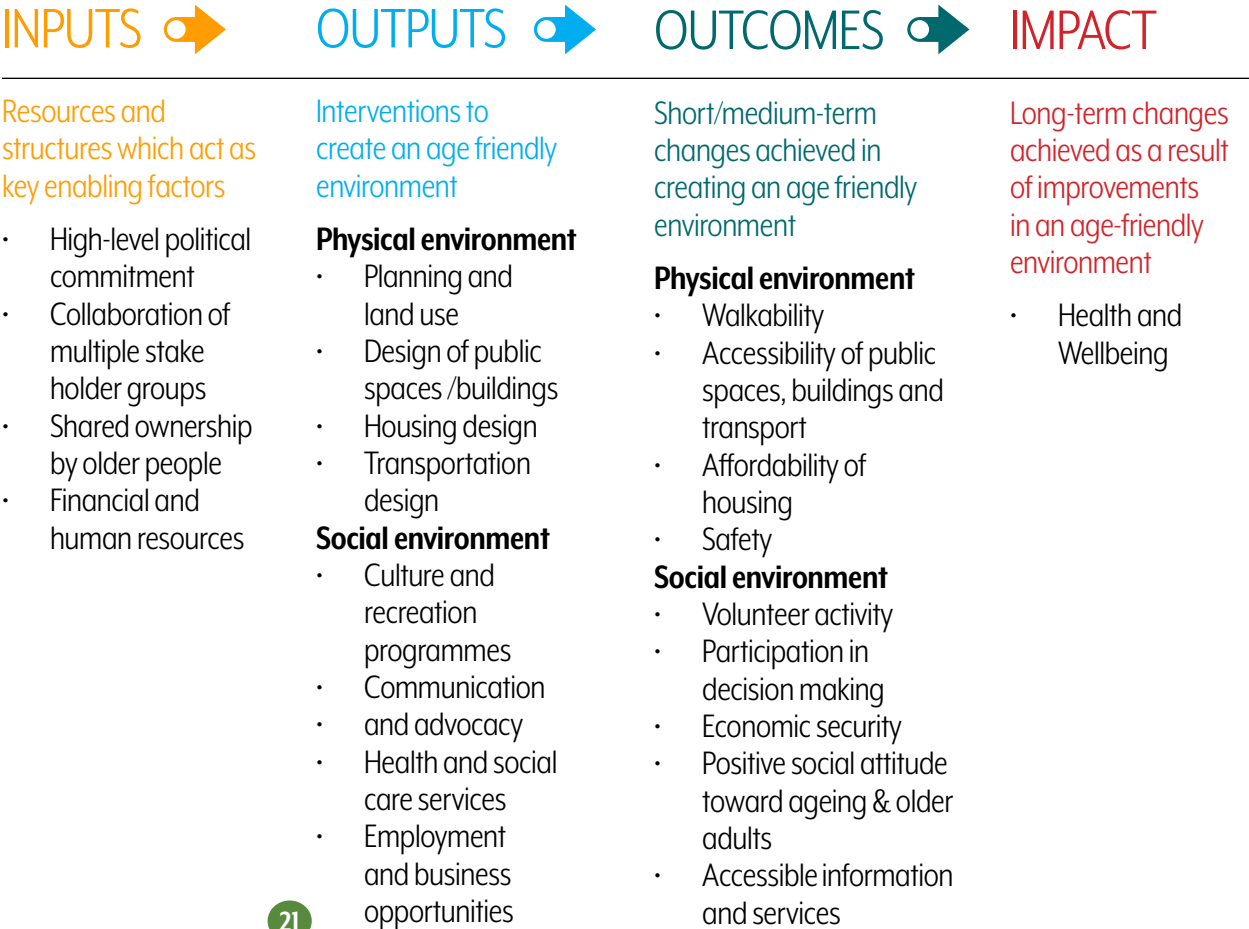 INPUTS
Resources and
structures which act as
key enabling factors
· High-level political
commitment
· Collaboration of
multiple stake
holder groups
· Shared ownership
by older people
· Financial and
human resources
OUTPUTS
Interventions to
create an age friendly
environment
Physical environment
· Planning and
land use
· Design of public
spaces /buildings
· Housing design
· Transportation
design
Social environment
· Culture and
recreation
programmes
· Communication
· and advocacy
· Health and social
care services
· Employment
and business
opportunities
OUTCOMES
Short/medium-term
changes achieved in
creating an age friendly
environment
Physical environment
· Walkability
· Accessibility of public
spaces, buildings and
transport
· Affordability of
housing
· Safety
Social environment
· Volunteer activity
· Participation in
decision making
· Economic security
· Positive social attitude
toward ageing & older
adults
· Accessible information
and services
IMPACT
Long-term changes
achieved as a result
of improvements
in an age-friendly
environment
· Health and
Wellbeing
21